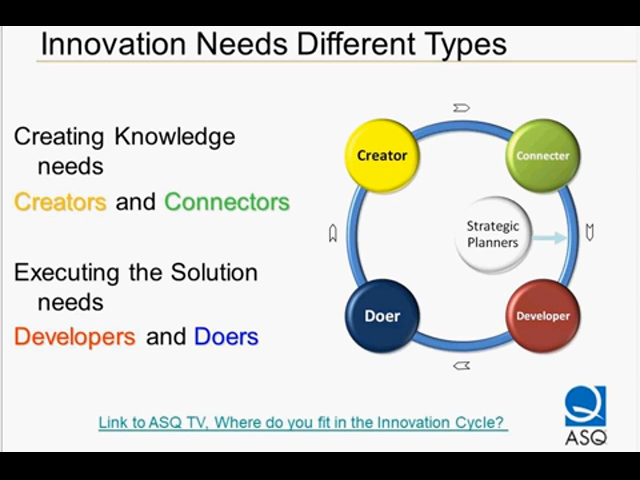 Innovation Needs Different Types
Creating Knowledge
needs
Creators and Connectors
Executing the Solution
needs
Developers and Doers
Creator
Connecter
Strategic
Planners
Doer
Developer
Link to ASQ TV, Where do you fit in the Innovation Cycle?
ASQ